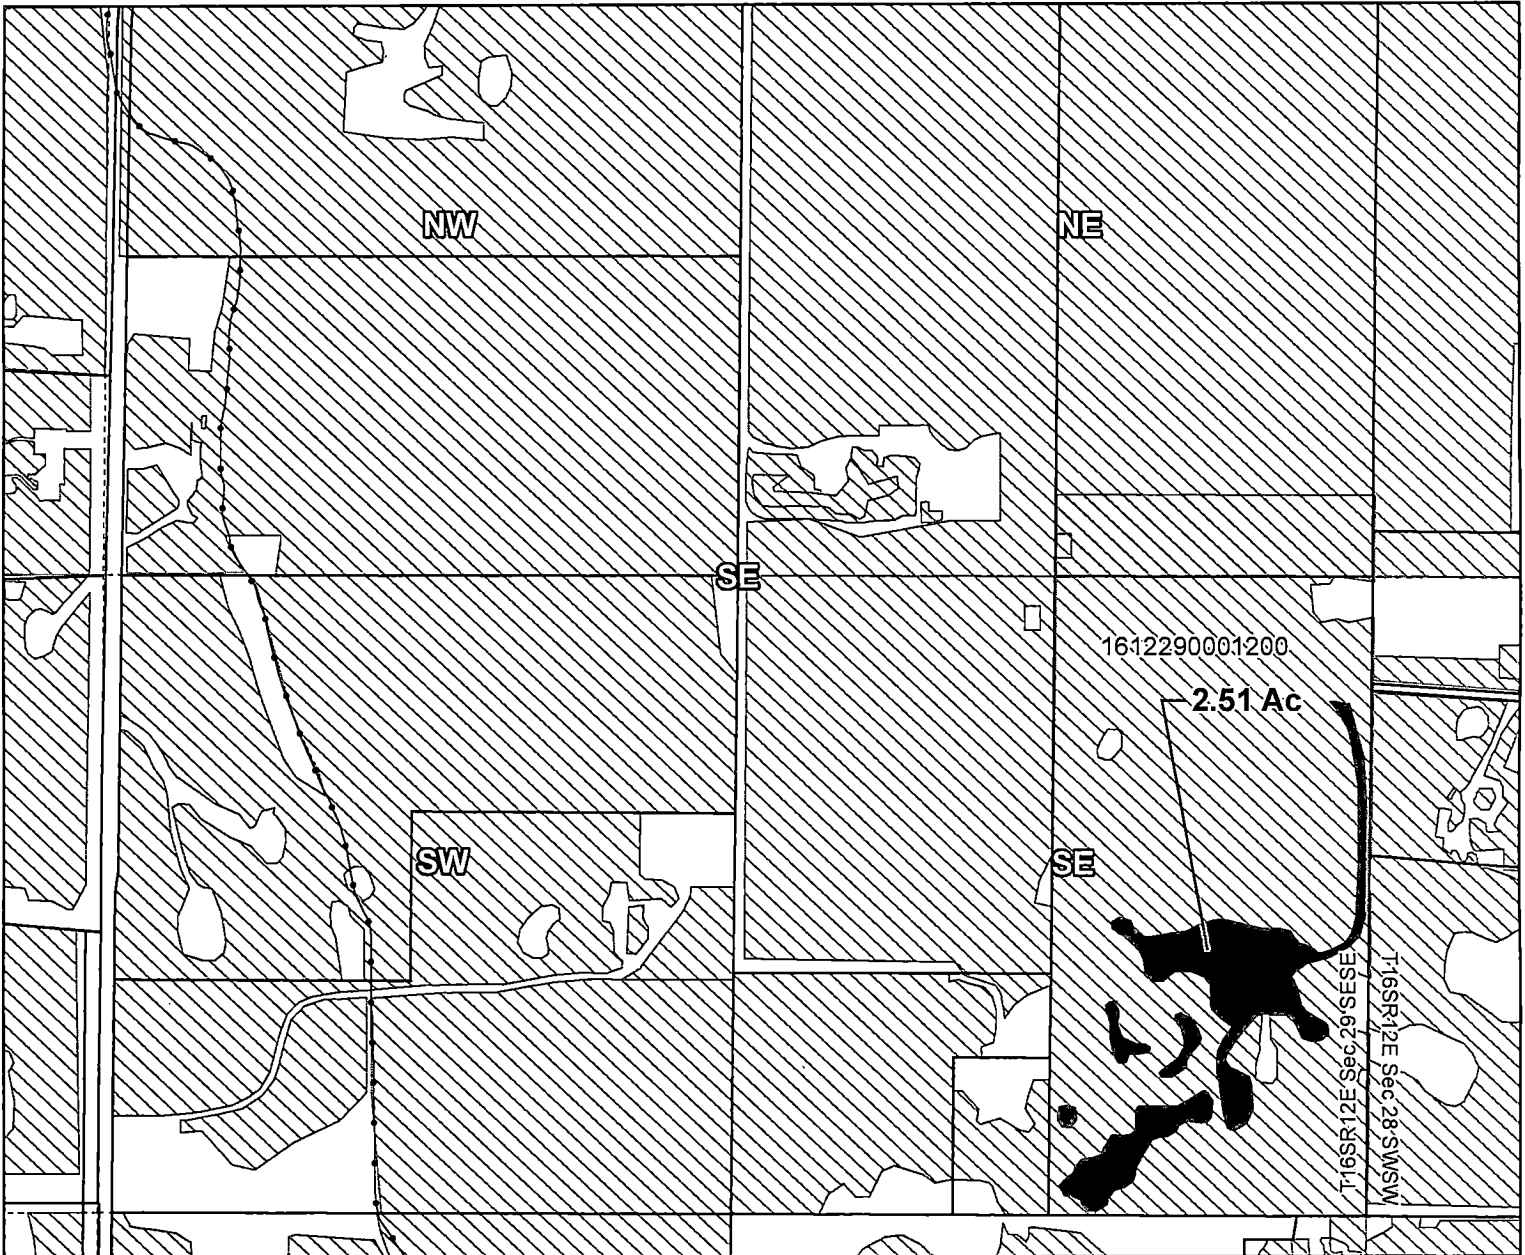 NW
NE
SE
1612290001200
2.51 Ac
SW
SE
T16SR12E Sec 29 SESE
T16SR12E Sec 28 SWSW